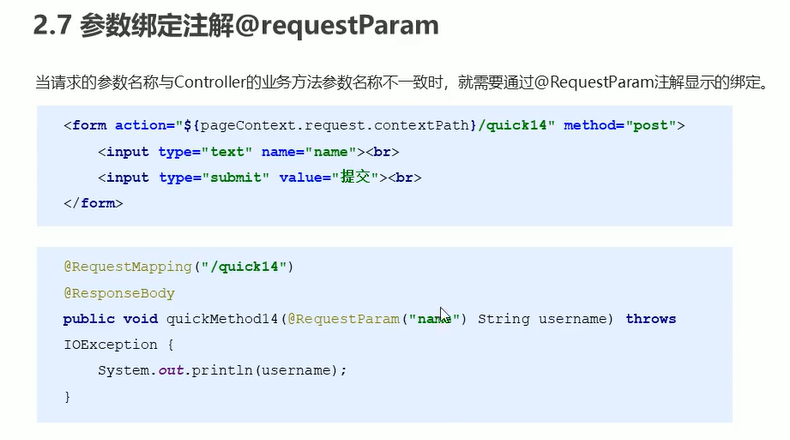 2.7 参数绑定注解@requestParam
当请求的参数名称与Controller的业务方法参数名称不一致时，就需要通过@RequestParam注解显示的绑定。
<form action="${pageContext.request.contextPath}/quick14" method="post">
    <input type="text" name="name"><br>
    <input type="submit" value="提交"><br>
</form>
@RequestMapping("/quick14")
@ResponseBody
public void quickMethod14(@RequestParam("name") String username) throws
IOException {
    System.out.println(username);
}